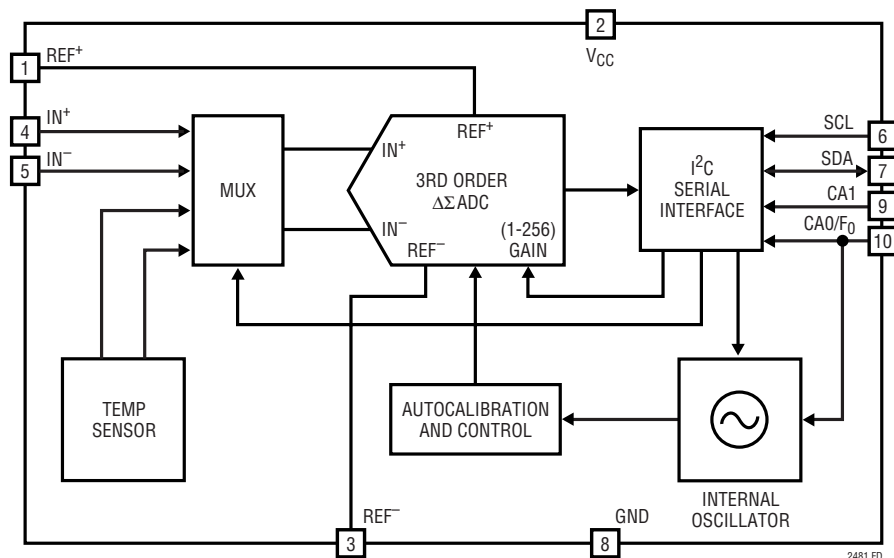 2
VCC
1
REF+
4
IN+
5
IN−
MUX
IN+
IN−
REF+
3RD ORDER
ΔΣ ADC
REF−
(1-256)
GAIN
I2C
SERIAL
INTERFACE
SCL
6
SDA
7
CA1
9
CA0/F0
10
TEMP
SENSOR
AUTOCALIBRATION
AND CONTROL
INTERNAL
OSCILLATOR
3
REF−
8
GND
2481 FD